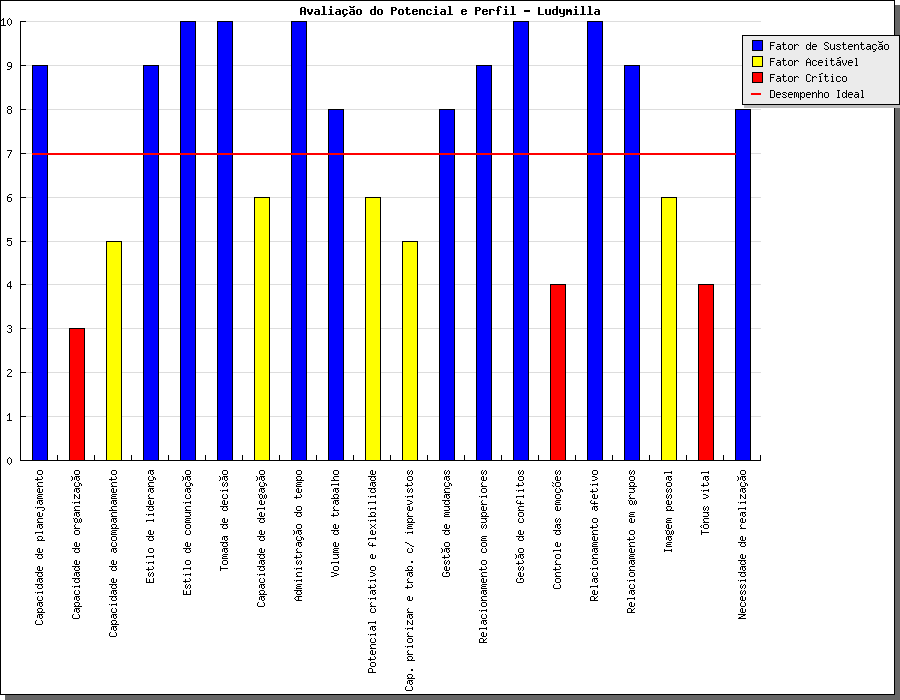 Avaliação do Potencial e Perfil - Ludymilla
Fator de Sustentação
Fator Aceitável
Fator Crítico
Desempenho Ideal
10
9
8
7
6
5
4
3
2
1
0
Capacidade de planejamento
Capacidade de organização
Capacidade de acompanhamento
Estilo de liderança
Estilo de comunicação
Tomada de decisão
Capacidade de delegação
Administração do tempo
Volume de trabalho
Potencial criativo e flexibilidade
Cap. priorizar e trab. c/ imprevistos
Gestão de mudanças
Relacionamento com superiores
Gestão de conflitos
Controle das emoções
Relacionamento afetivo
Relacionamento em grupos
Imagem pessoal
Tônus vital
Necessidade de realização